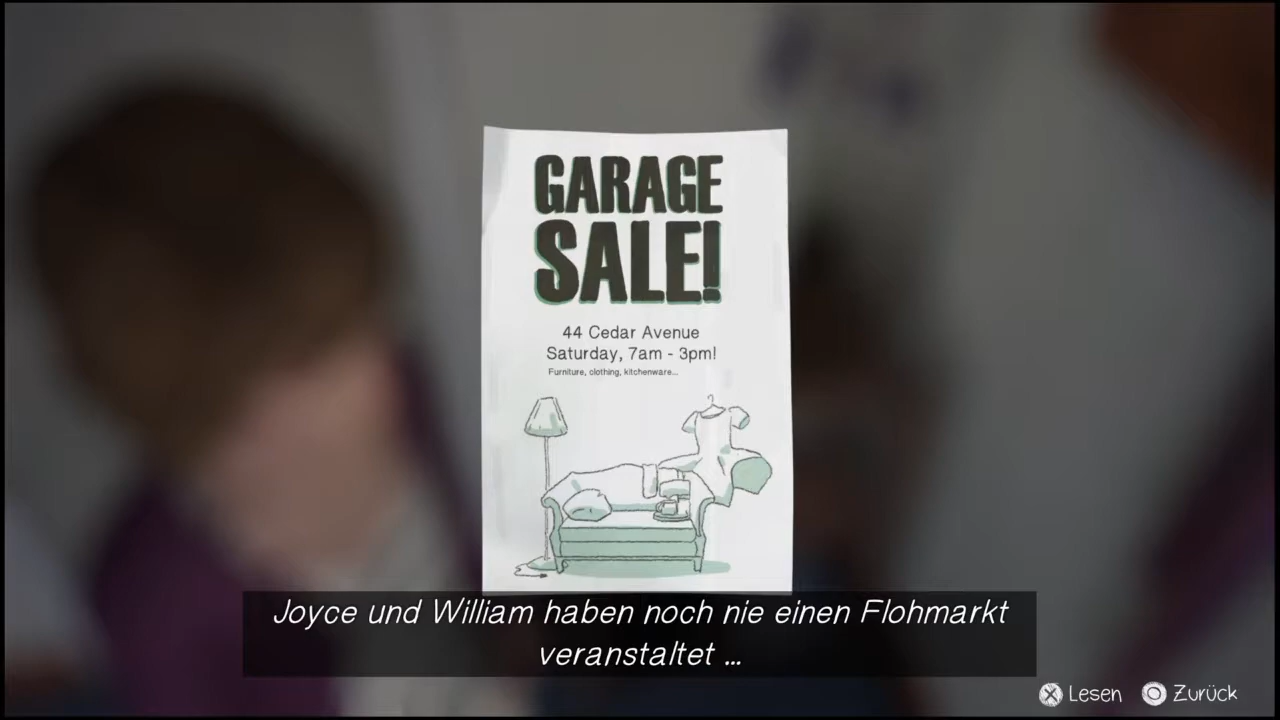 GARAGE
SALE!
44 Cedar Avenue
Saturday, 7am - 3pm!
Furniture, clothing, kitchenware...
Joyce und William haben noch nie einen Flohmarkt
veranstaltet ...
Lesen
Zurück